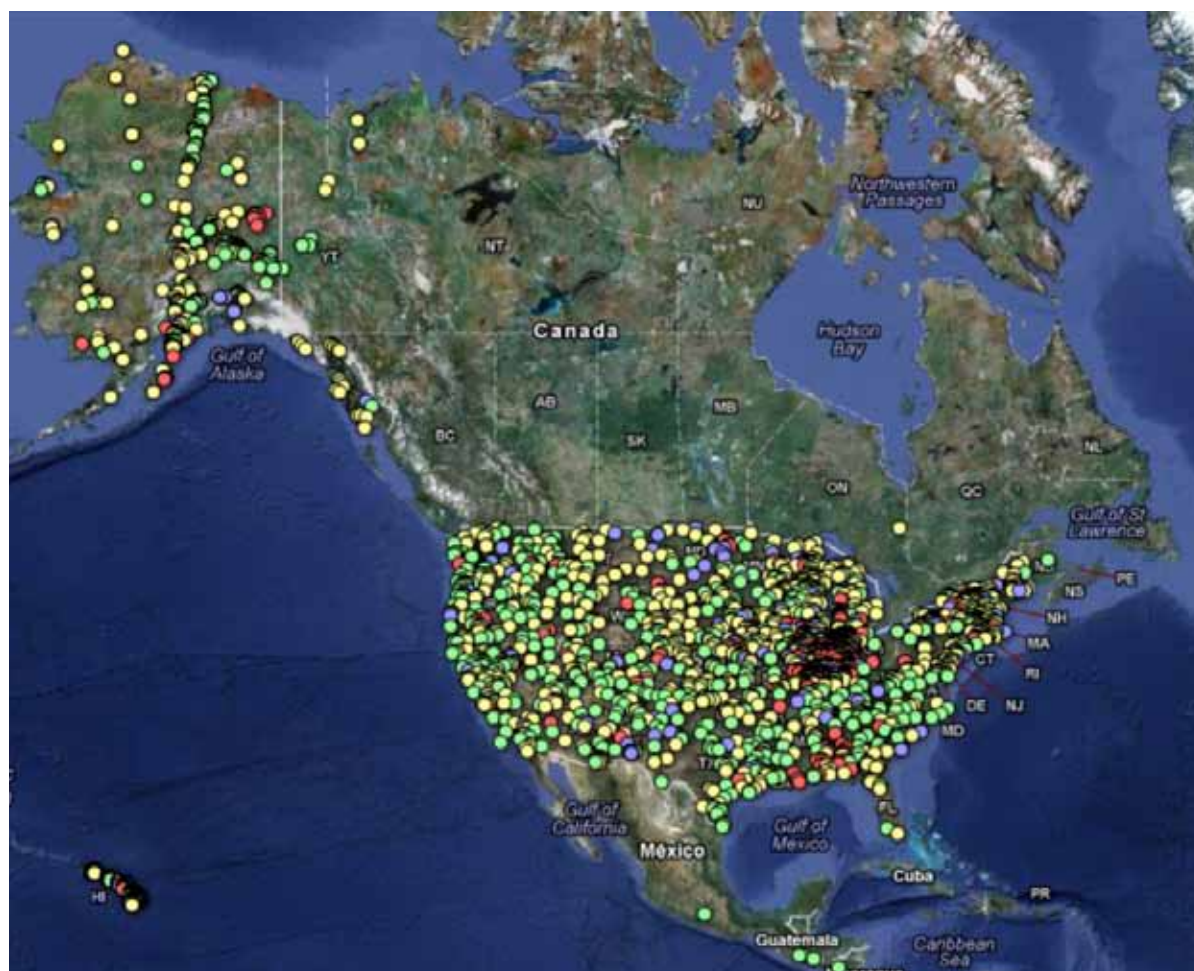 Northwestern
Passages
NU
NT
YT
Canada
Hudson
Bay
Gulf of
Alaska
AB
MB
BC
SK
NL
ON
QC
Gulf of St
Lawrence
PE
NS
NH
MA
CT
RI
DE
NJ
MD
FL
Gulf of
California
Gulf of
Mexico
México
Cuba
HI
PR
Guatemala
Caribbean
Sea